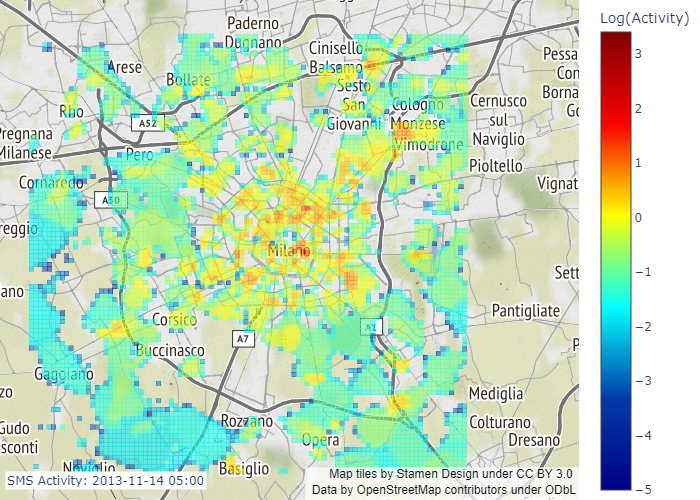 Log(Activity)
3
2
1
0
−1
−2
−3
−4
−5
Paderno
Dugnano
Cinisello
Balsamo
Sesto
San
Giovanni
Arese
Bollate
Rho
A52
Pregnana
Milanese
Pero
Cologno
Monzese
Vimodrone
Cernusco
sul
Naviglio
Pioltello
Pessa
Con
Borna
Go
Vignat
Cornaredo
A50
reggio
Milano
Sett
ano
Pantigliate
Corsico
A7
A1
P
Buccinasco
Gaggiano
Mediglia
zzo
Rozzano
Colturano
Dresano
Gudo
sconti
Opera
Noviglio
Basiglio
SMS Activity: 2013-11-14 05:00
Map tiles by Stamen Design under CC BY 3.0
Data by OpenStreetMap contributors under ODbL